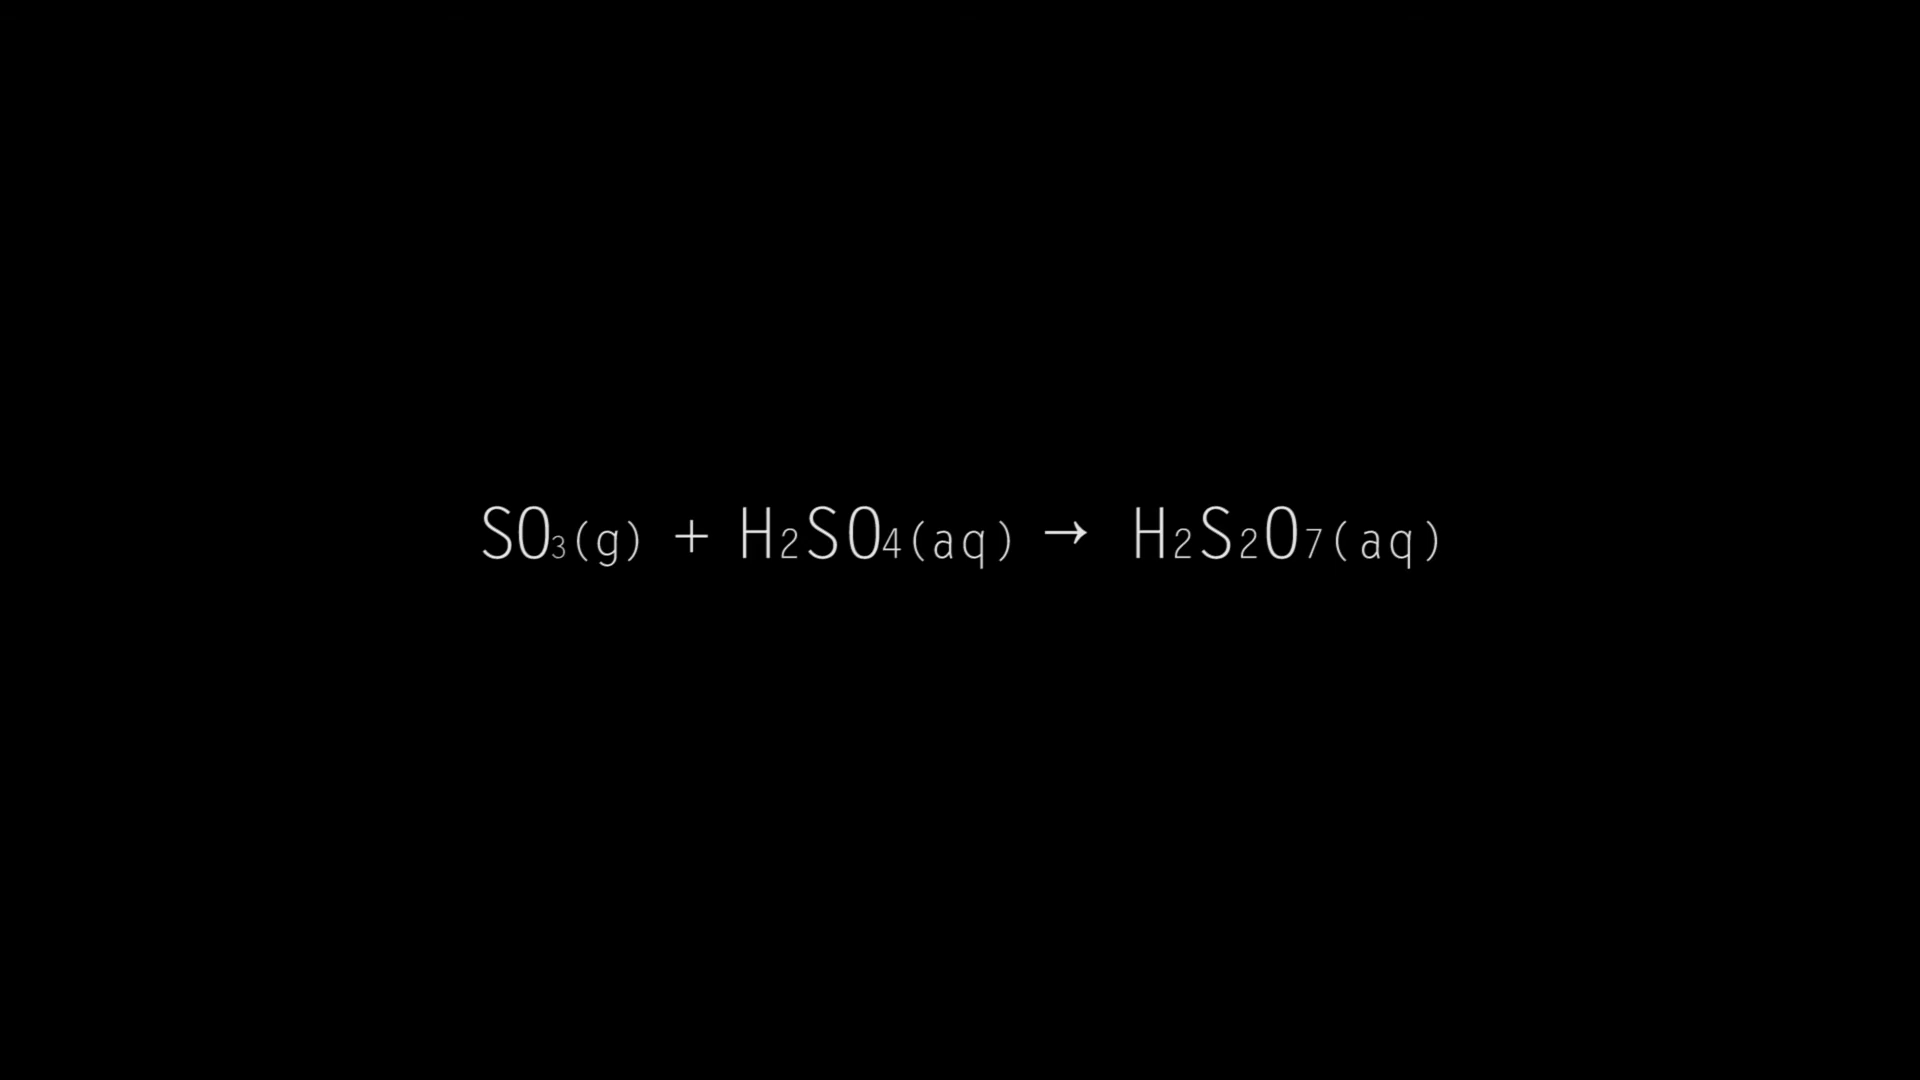 SO₃(g) + H₂SO₄(aq) → H₂S₂O₇(aq)